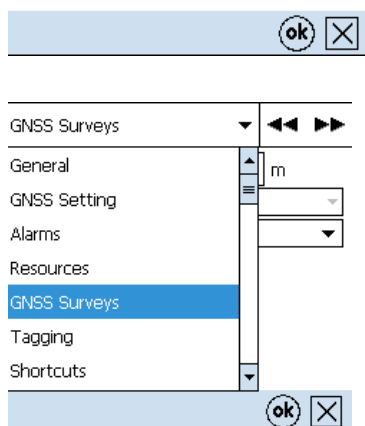 ok
GNSS Surveys
General
m
GNSS Setting
Alarms
Resources
GNSS Surveys
Tagging
Shortcuts
ok